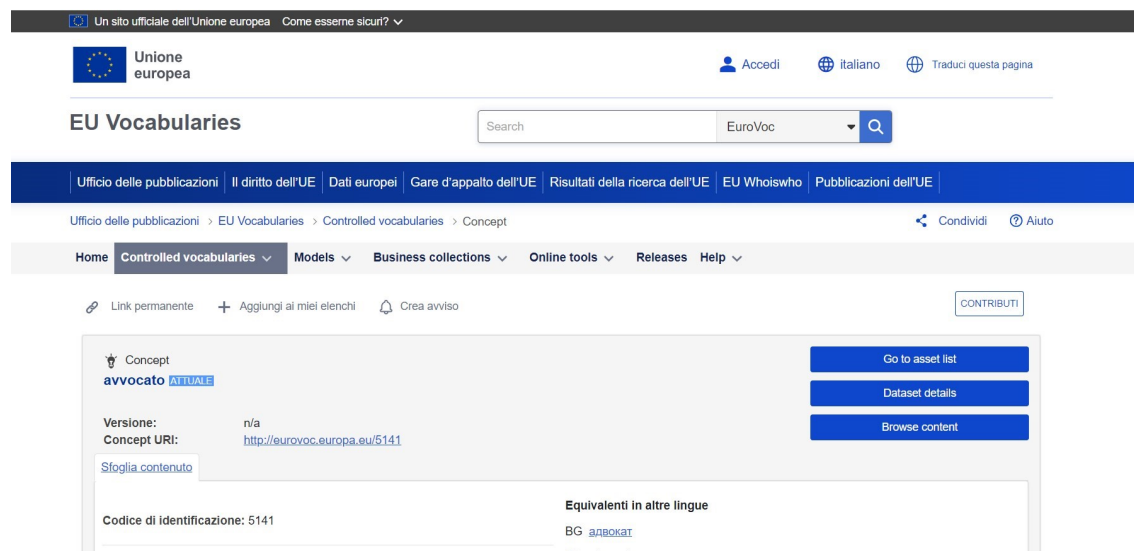 Un sito ufficiale dell'Unione europea Come esserne sicuri?
Unione
europea
Accedi italiano Traduci questa pagina
EU Vocabularies
Search EuroVoc
Ufficio delle pubblicazioni Il diritto dell'UE Dati europei Gare d'appalto dell'UE Risultati della ricerca dell'UE EU Whoiswho Pubblicazioni dell'UE
Ufficio delle pubblicazioni > EU Vocabularies > Controlled vocabularies > Concept Condividi Aiuto
Home Controlled vocabularies Models Business collections Online tools Releases Help
Link permanente + Aggiungi ai miei elenchi Crea avviso CONTRIBUTI
Concept
avvocato ATTUALE
Go to asset list
Dataset details
Browse content
Versione: n/a
Concept URI: http://eurovoc.europa.eu/5141
Sfoglia contenuto
Codice di identificazione: 5141
Equivalenti in altre lingue
BG адвокат